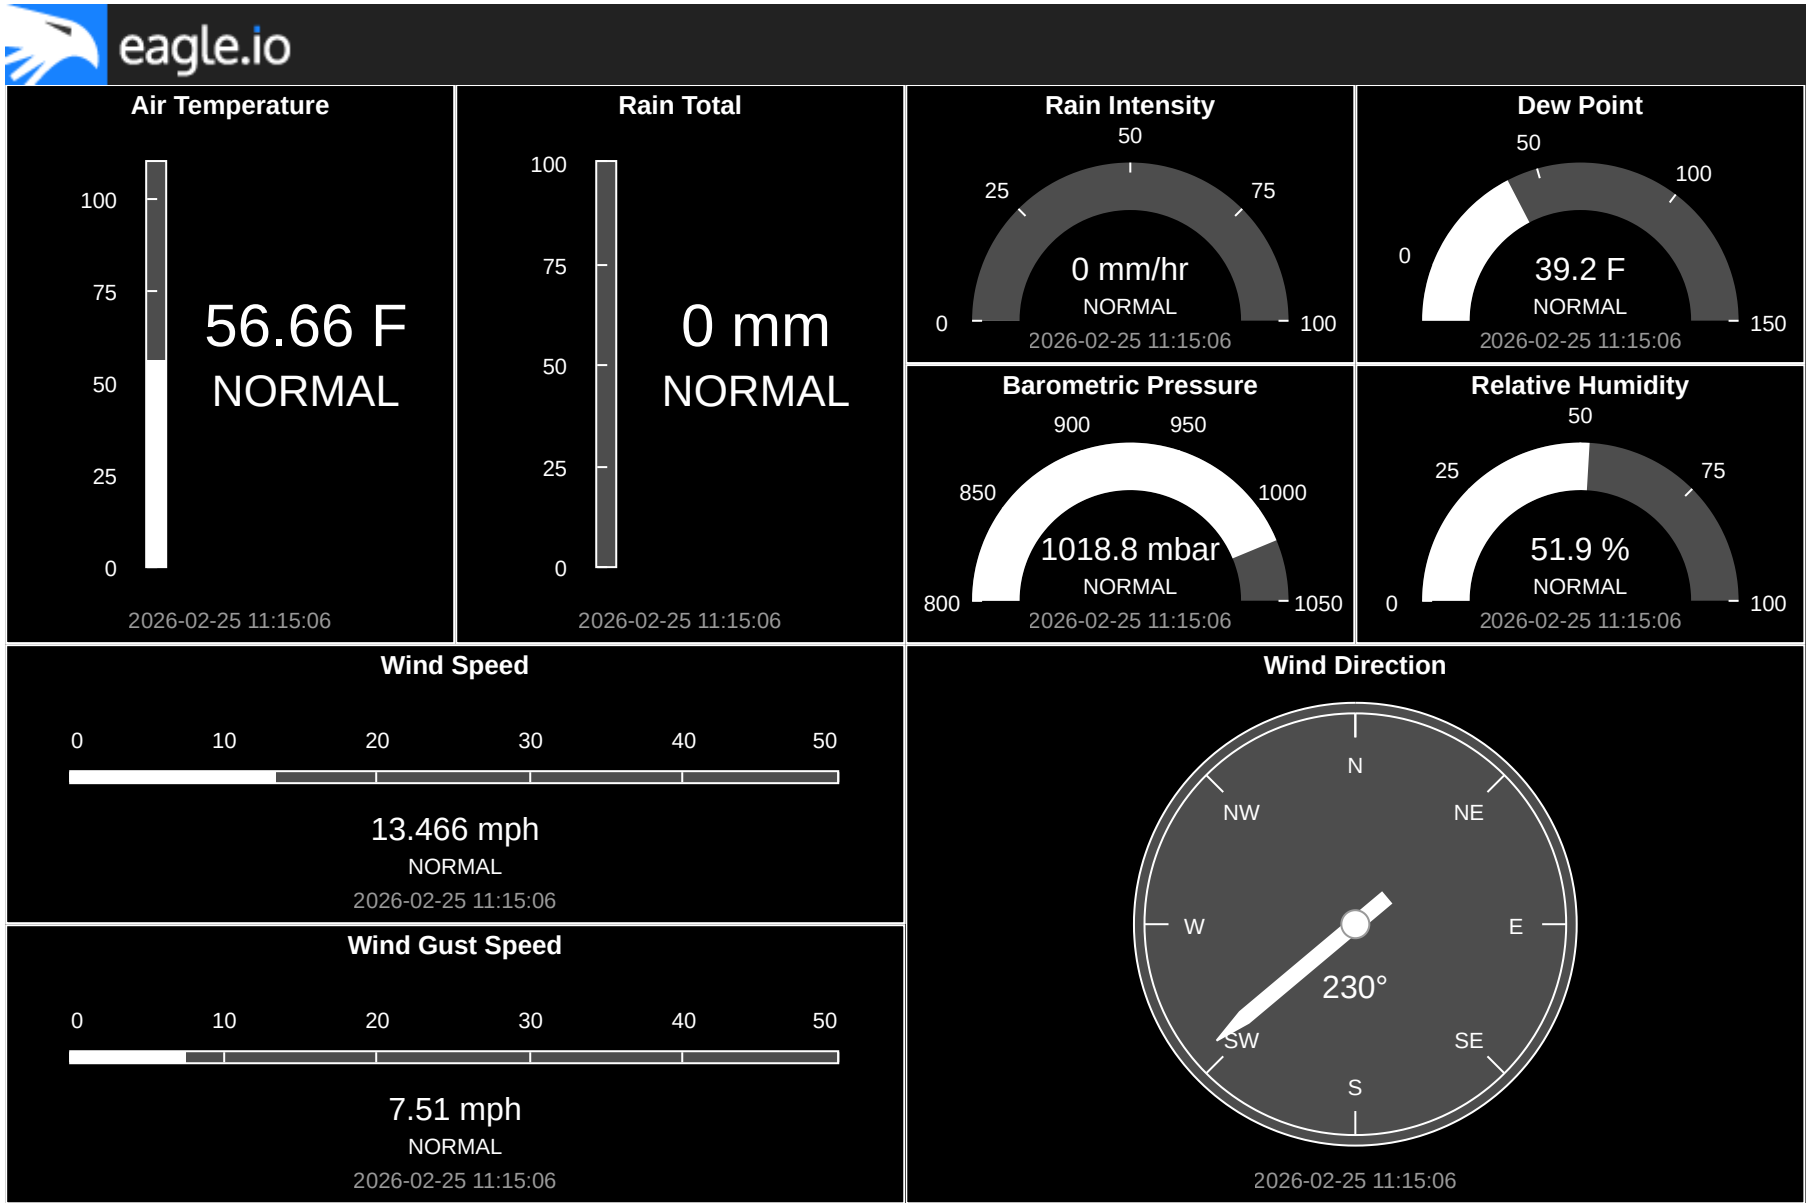 eagle.io
Air Temperature
100
75
50
25
0
56.66 F
NORMAL
2026-02-25 11:15:06
Rain Total
100
75
50
25
0
0 mm
NORMAL
2026-02-25 11:15:06
Rain Intensity
0
25
50
75
100
0 mm/hr
NORMAL
2026-02-25 11:15:06
Dew Point
0
50
100
150
39.2 F
NORMAL
2026-02-25 11:15:06
Barometric Pressure
800
850
900
950
1000
1050
1018.8 mbar
NORMAL
2026-02-25 11:15:06
Relative Humidity
0
25
50
75
100
51.9 %
NORMAL
2026-02-25 11:15:06
Wind Speed
0 10 20 30 40 50
13.466 mph
NORMAL
2026-02-25 11:15:06
Wind Gust Speed
0 10 20 30 40 50
7.51 mph
NORMAL
2026-02-25 11:15:06
Wind Direction
N
NW NE
W E
230°
SW SE
S
2026-02-25 11:15:06